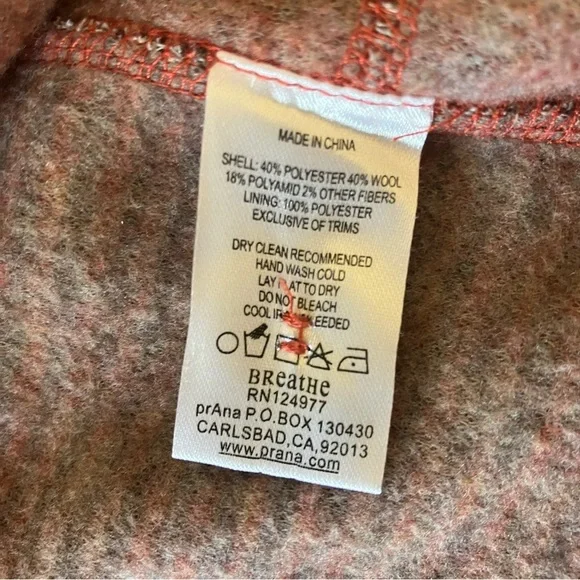 MADE IN CHINA
SHELL: 40% POLYESTER 40% WOOL
18% POLYAMID 2% OTHER FIBERS
LINING: 100% POLYESTER
EXCLUSIVE OF TRIMS
DRY CLEAN RECOMMENDED
HAND WASH COLD
LAY FLAT TO DRY
DO NOT BLEACH
COOL
BReatHe
RN124977
prAna P.O.BOX 130430
CARLSBAD,CA,92013
www.prana.com